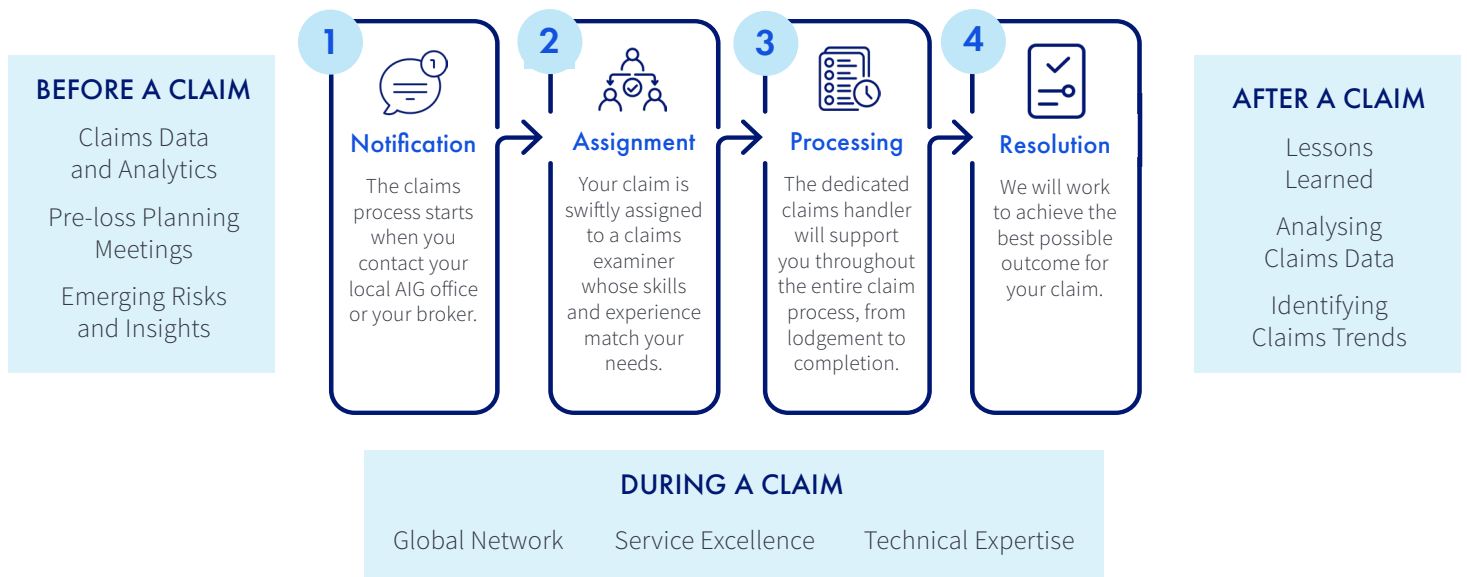 BEFORE A CLAIM
Claims Data
and Analytics
Pre-loss Planning
Meetings
Emerging Risks
and Insights
1
Notification
The claims
process starts
when you
contact your
local AIG office
or your broker.
2
Assignment
Your claim is
swiftly assigned
to a claims
examiner
whose skills
and experience
match your
needs.
3
Processing
The dedicated
claims handler
will support
you throughout
the entire claim
process, from
lodgement to
completion.
4
Resolution
We will work
to achieve the
best possible
outcome for
your claim.
AFTER A CLAIM
Lessons
Learned
Analysing
Claims Data
Identifying
Claims Trends
DURING A CLAIM
Global Network
Service Excellence
Technical Expertise